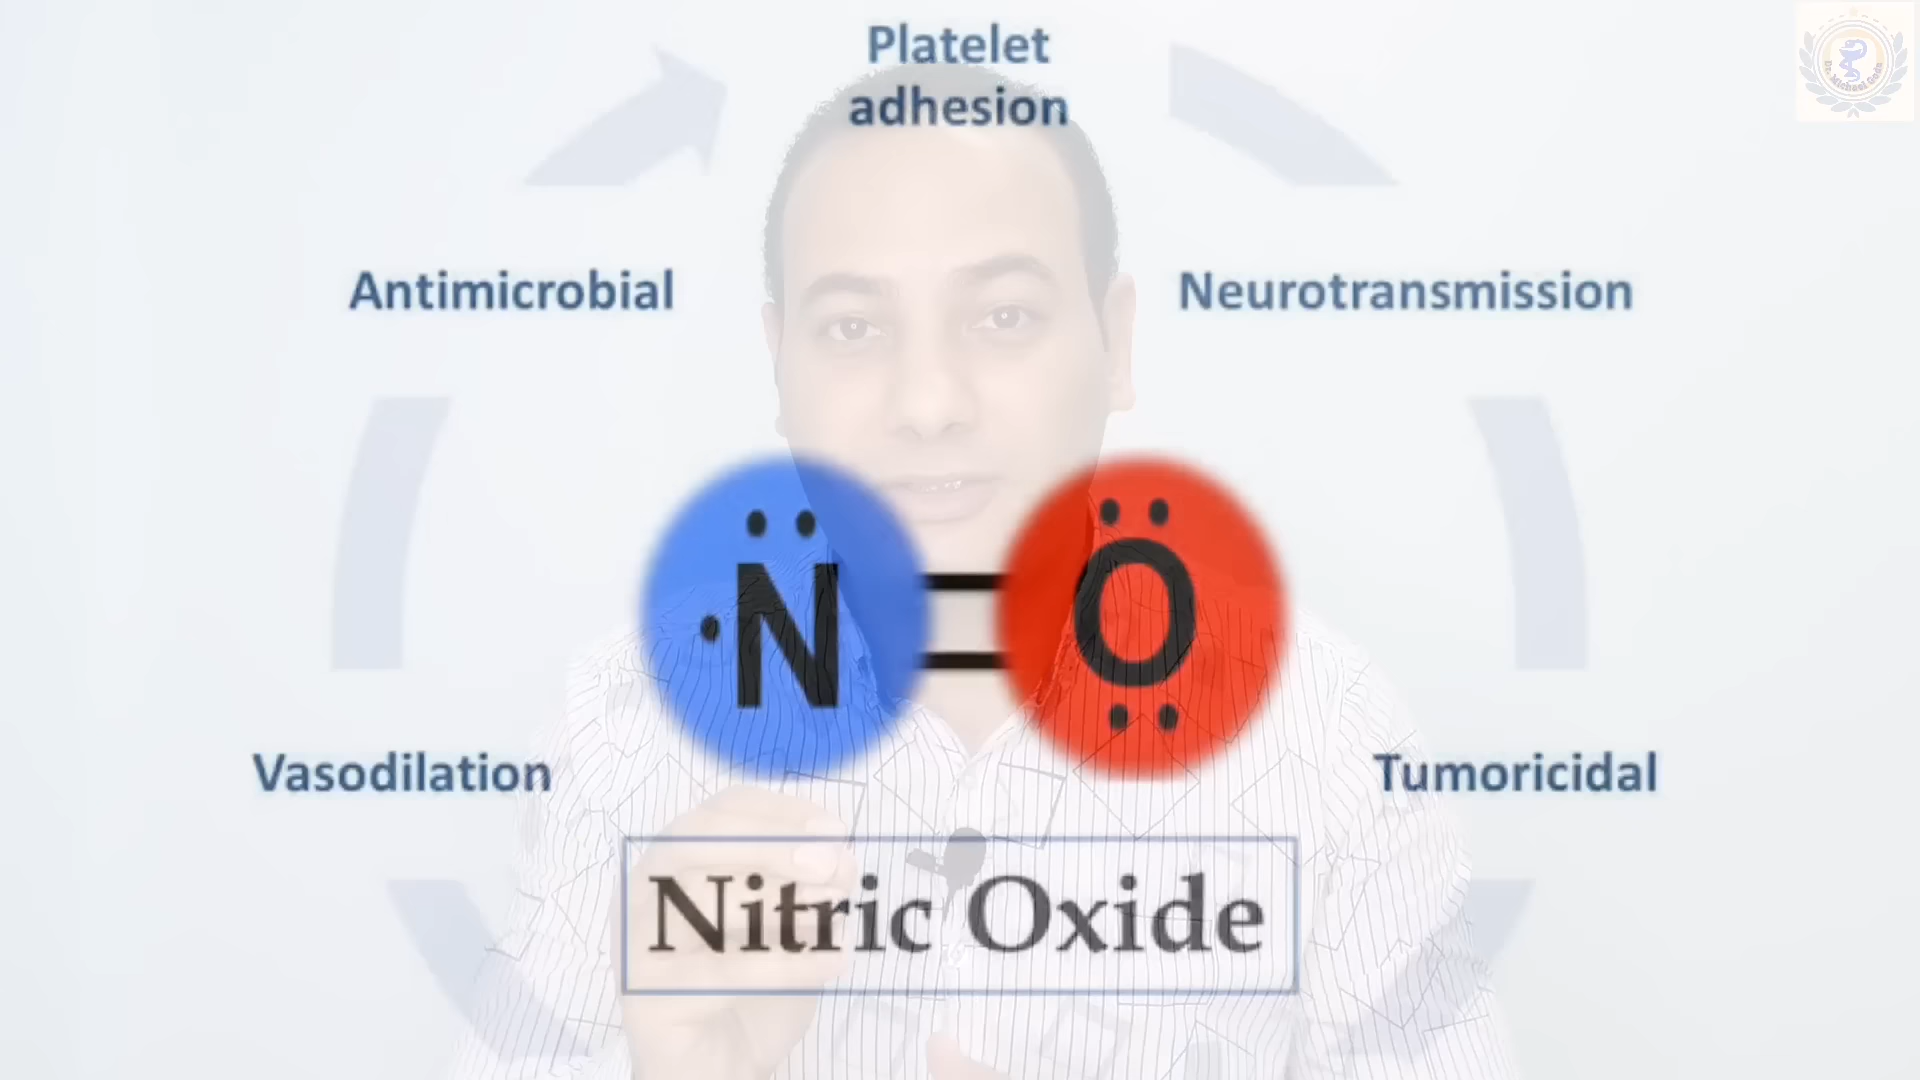 Platelet
adhesion
Antimicrobial
Neurotransmission
N
O
Vasodilation
Tumoricidal
Nitric Oxide